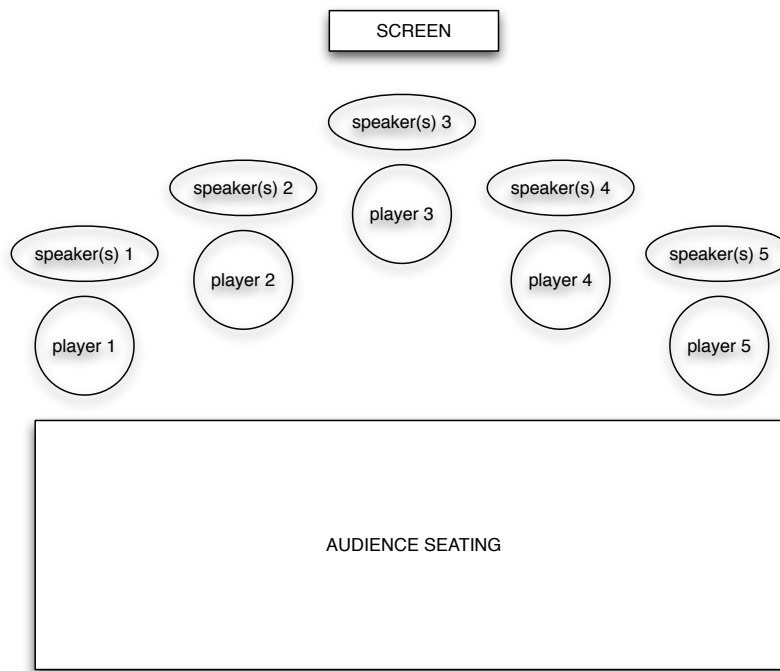 SCREEN
speaker(s) 3
speaker(s) 2
speaker(s) 4
player 3
speaker(s) 1
speaker(s) 5
player 2
player 4
player 1
player 5
AUDIENCE SEATING